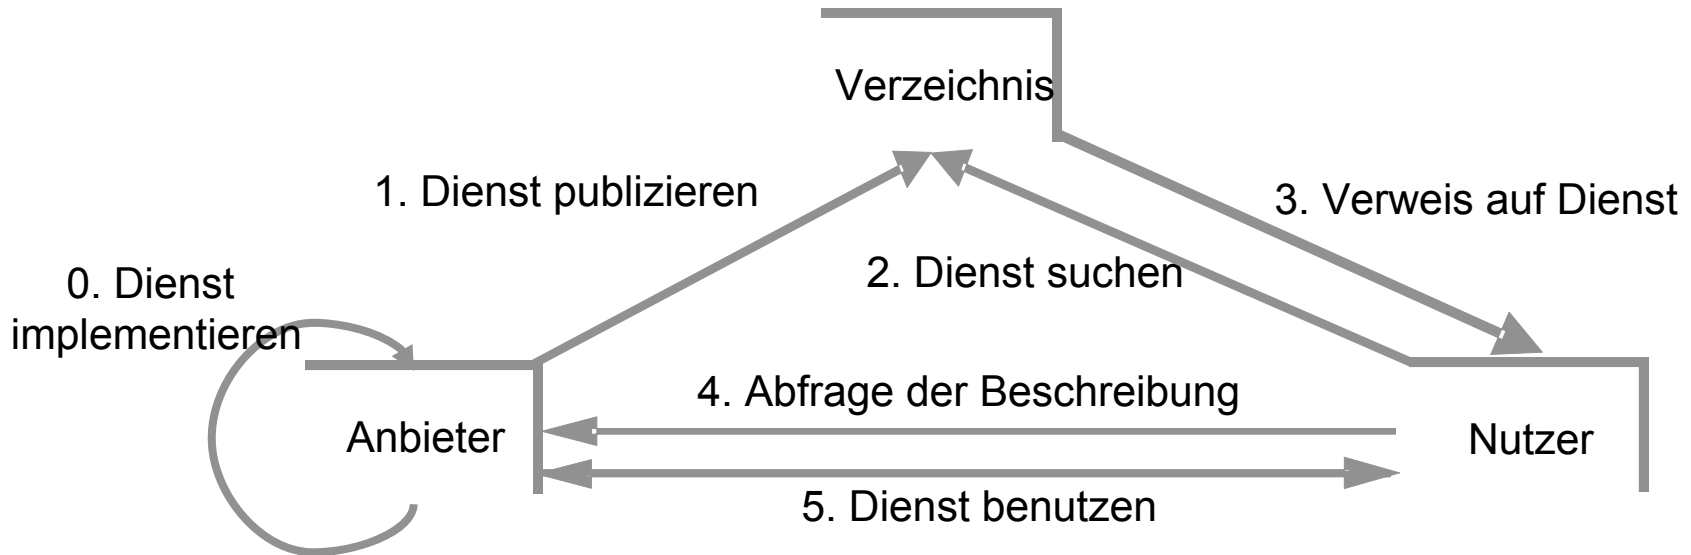 Verzeichnis
1. Dienst publizieren
3. Verweis auf Dienst
2. Dienst suchen
0. Dienst
implementieren
4. Abfrage der Beschreibung
Anbieter
Nutzer
5. Dienst benutzen